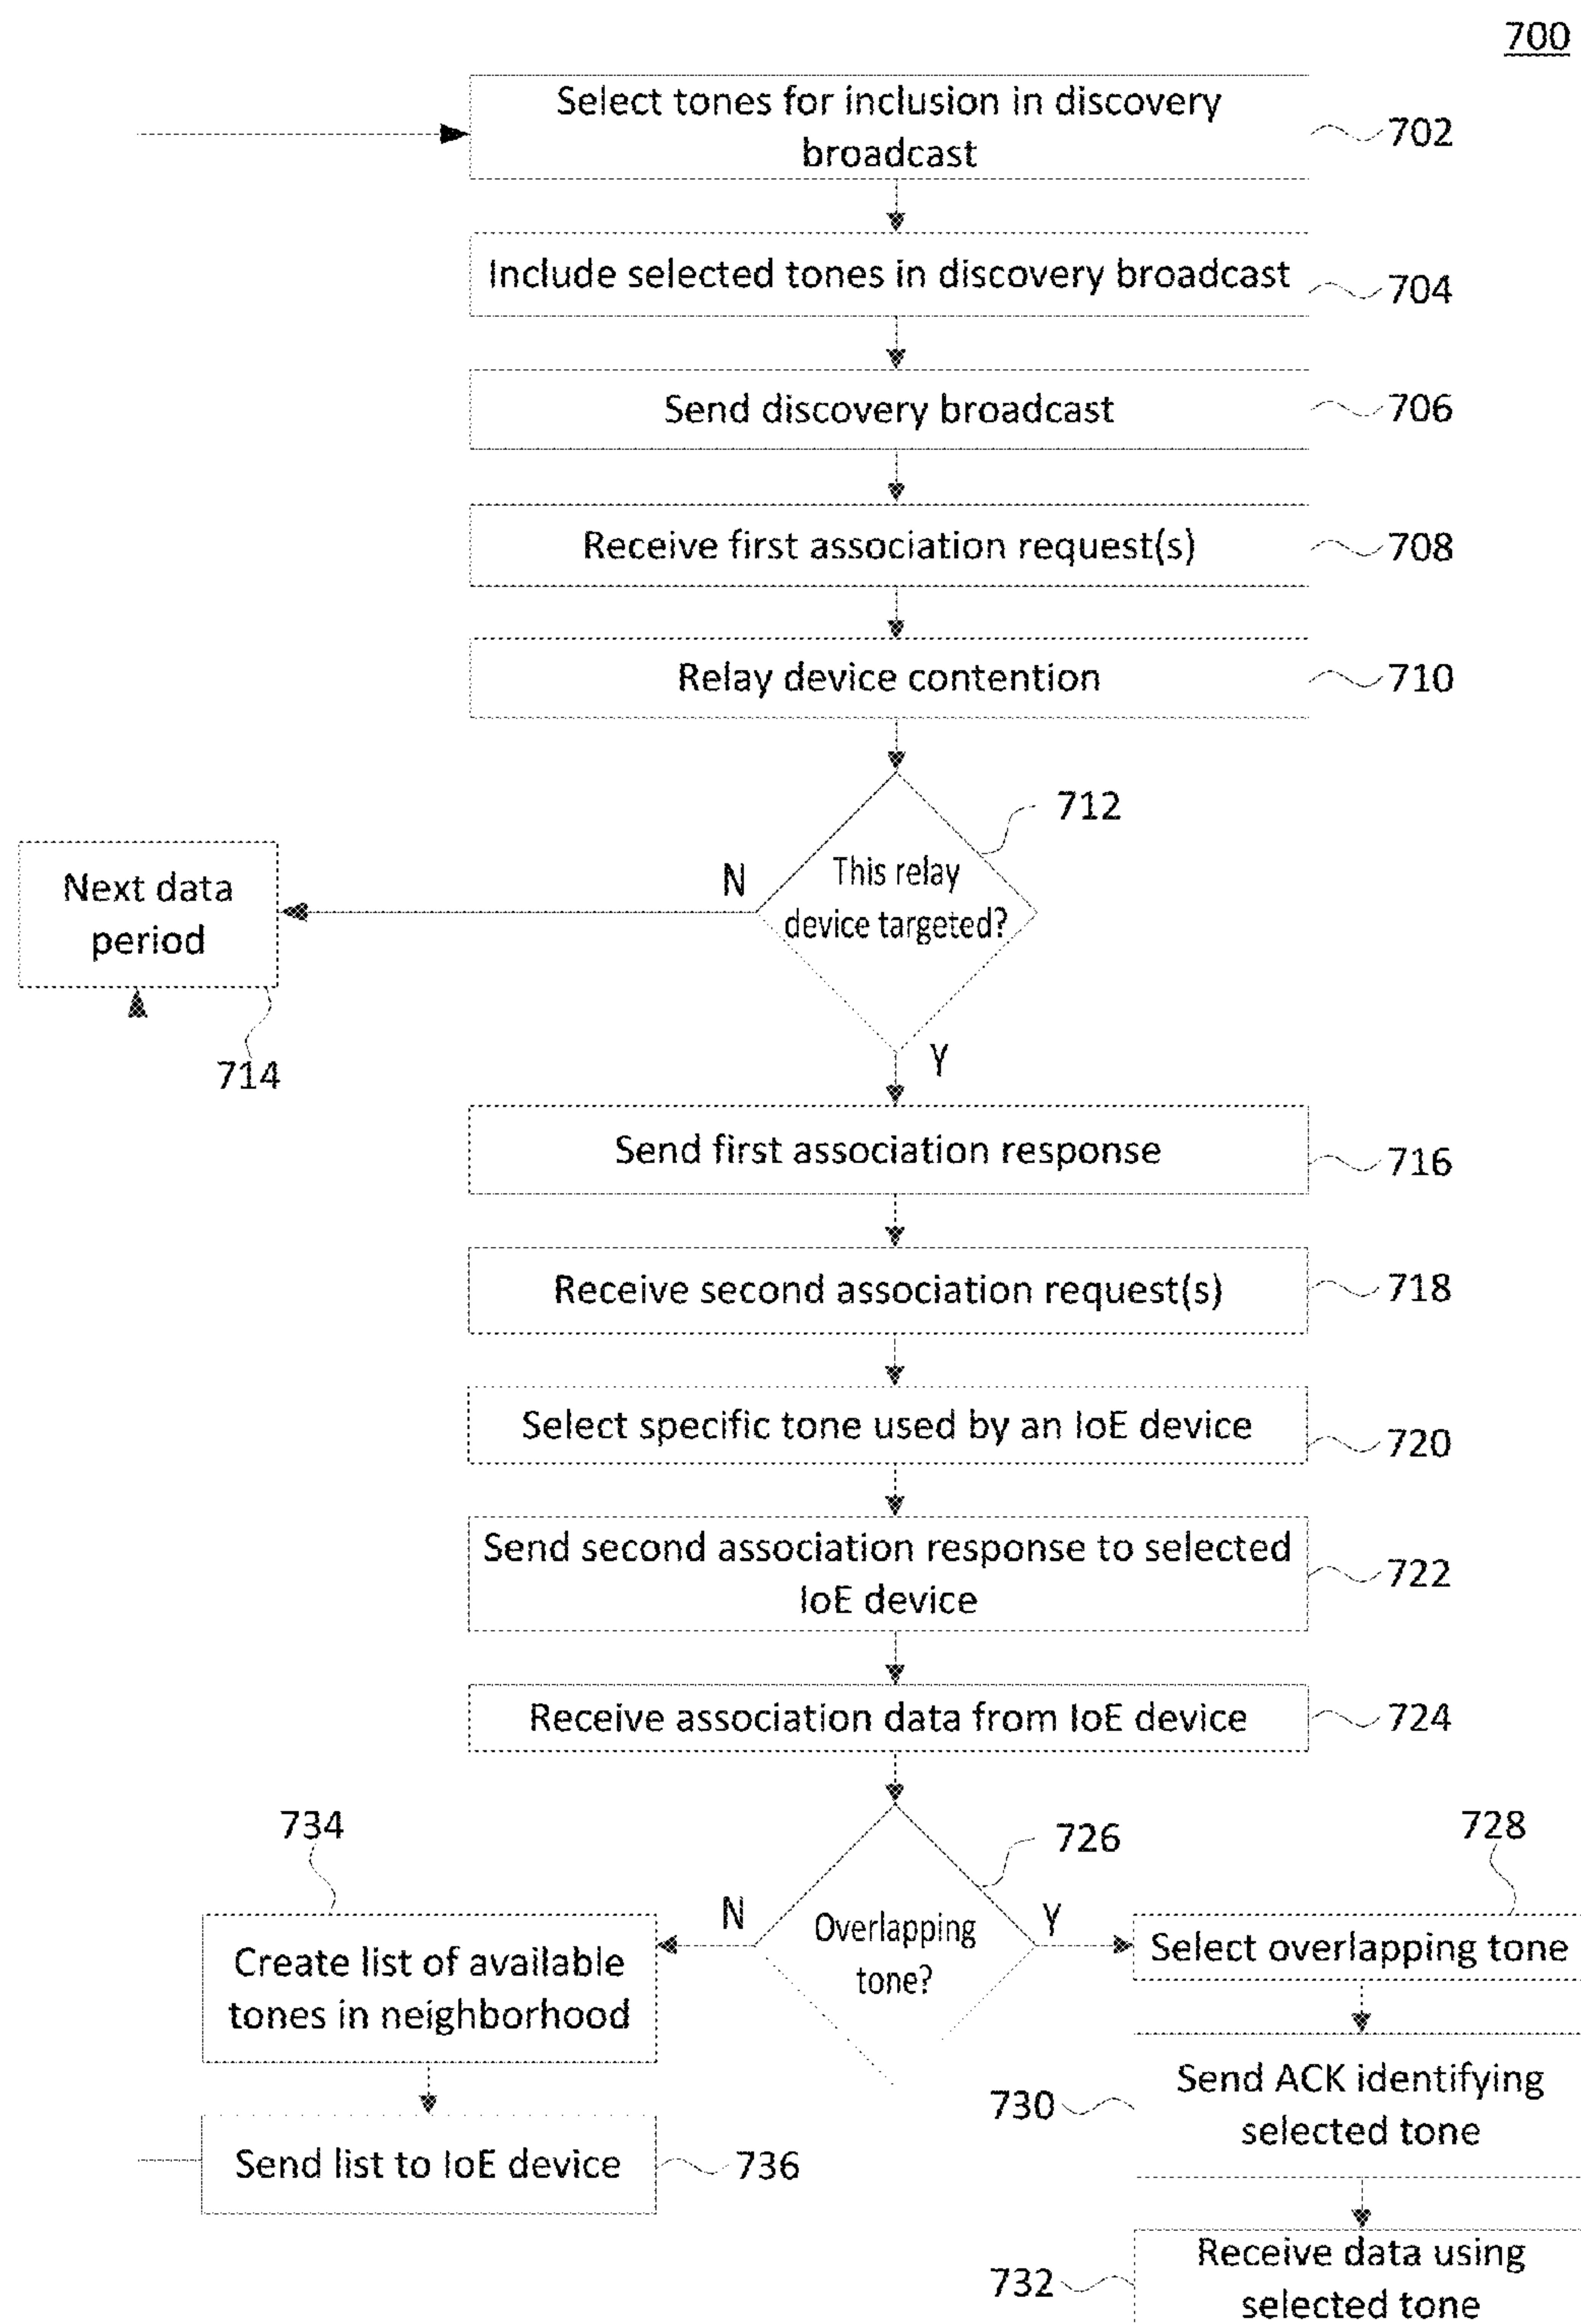 700
Select tones for inclusion in discovery
broadcast
702
Include selected tones in discovery broadcast
704
Send discovery broadcast
706
Receive first association request(s)
708
Relay device contention
710
712
This relay
device targeted?
N
Next data
period
714
Y
Send first association response
716
Receive second association request(s)
718
Select specific tone used by an IoE device
720
Send second association response to selected
IoE device
722
Receive association data from IoE device
724
726
Overlapping
tone?
N
734
Create list of available
tones in neighborhood
Send list to IoE device
736
Y
728
Select overlapping tone
Send ACK identifying
selected tone
730
Receive data using
selected tone
732